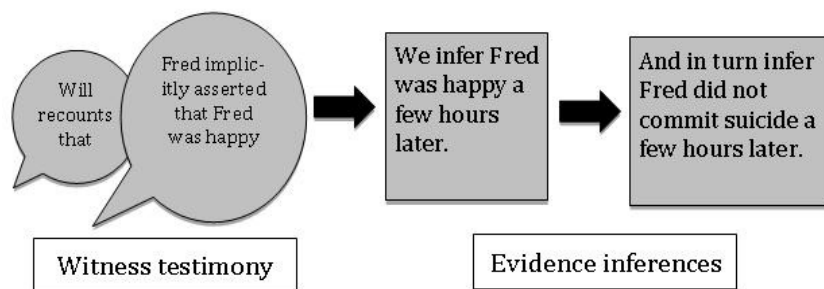 Will
recounts
that
Fred implic-
itly asserted
that Fred
was happy
We infer Fred
was happy a
few hours
later.
And in turn infer
Fred did not
commit suicide a
few hours later.
Witness testimony
Evidence inferences